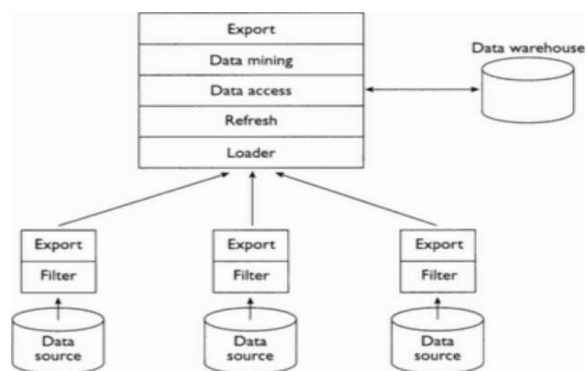 Export
Data mining
Data warehouse
Data access
Refresh
Loader
Export
Export
Export
Filter
Filter
Filter
Data
source
Data
source
Data
source